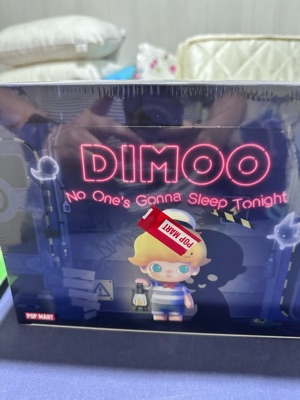 DIMOO
No One's Gonna Sleep Tonight
POP MART
POP MART